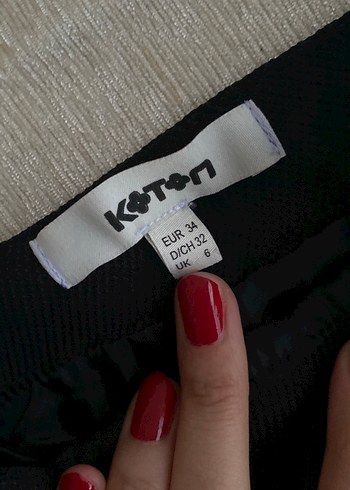 KOTON
EUR 34
D/CH 32
UK 6